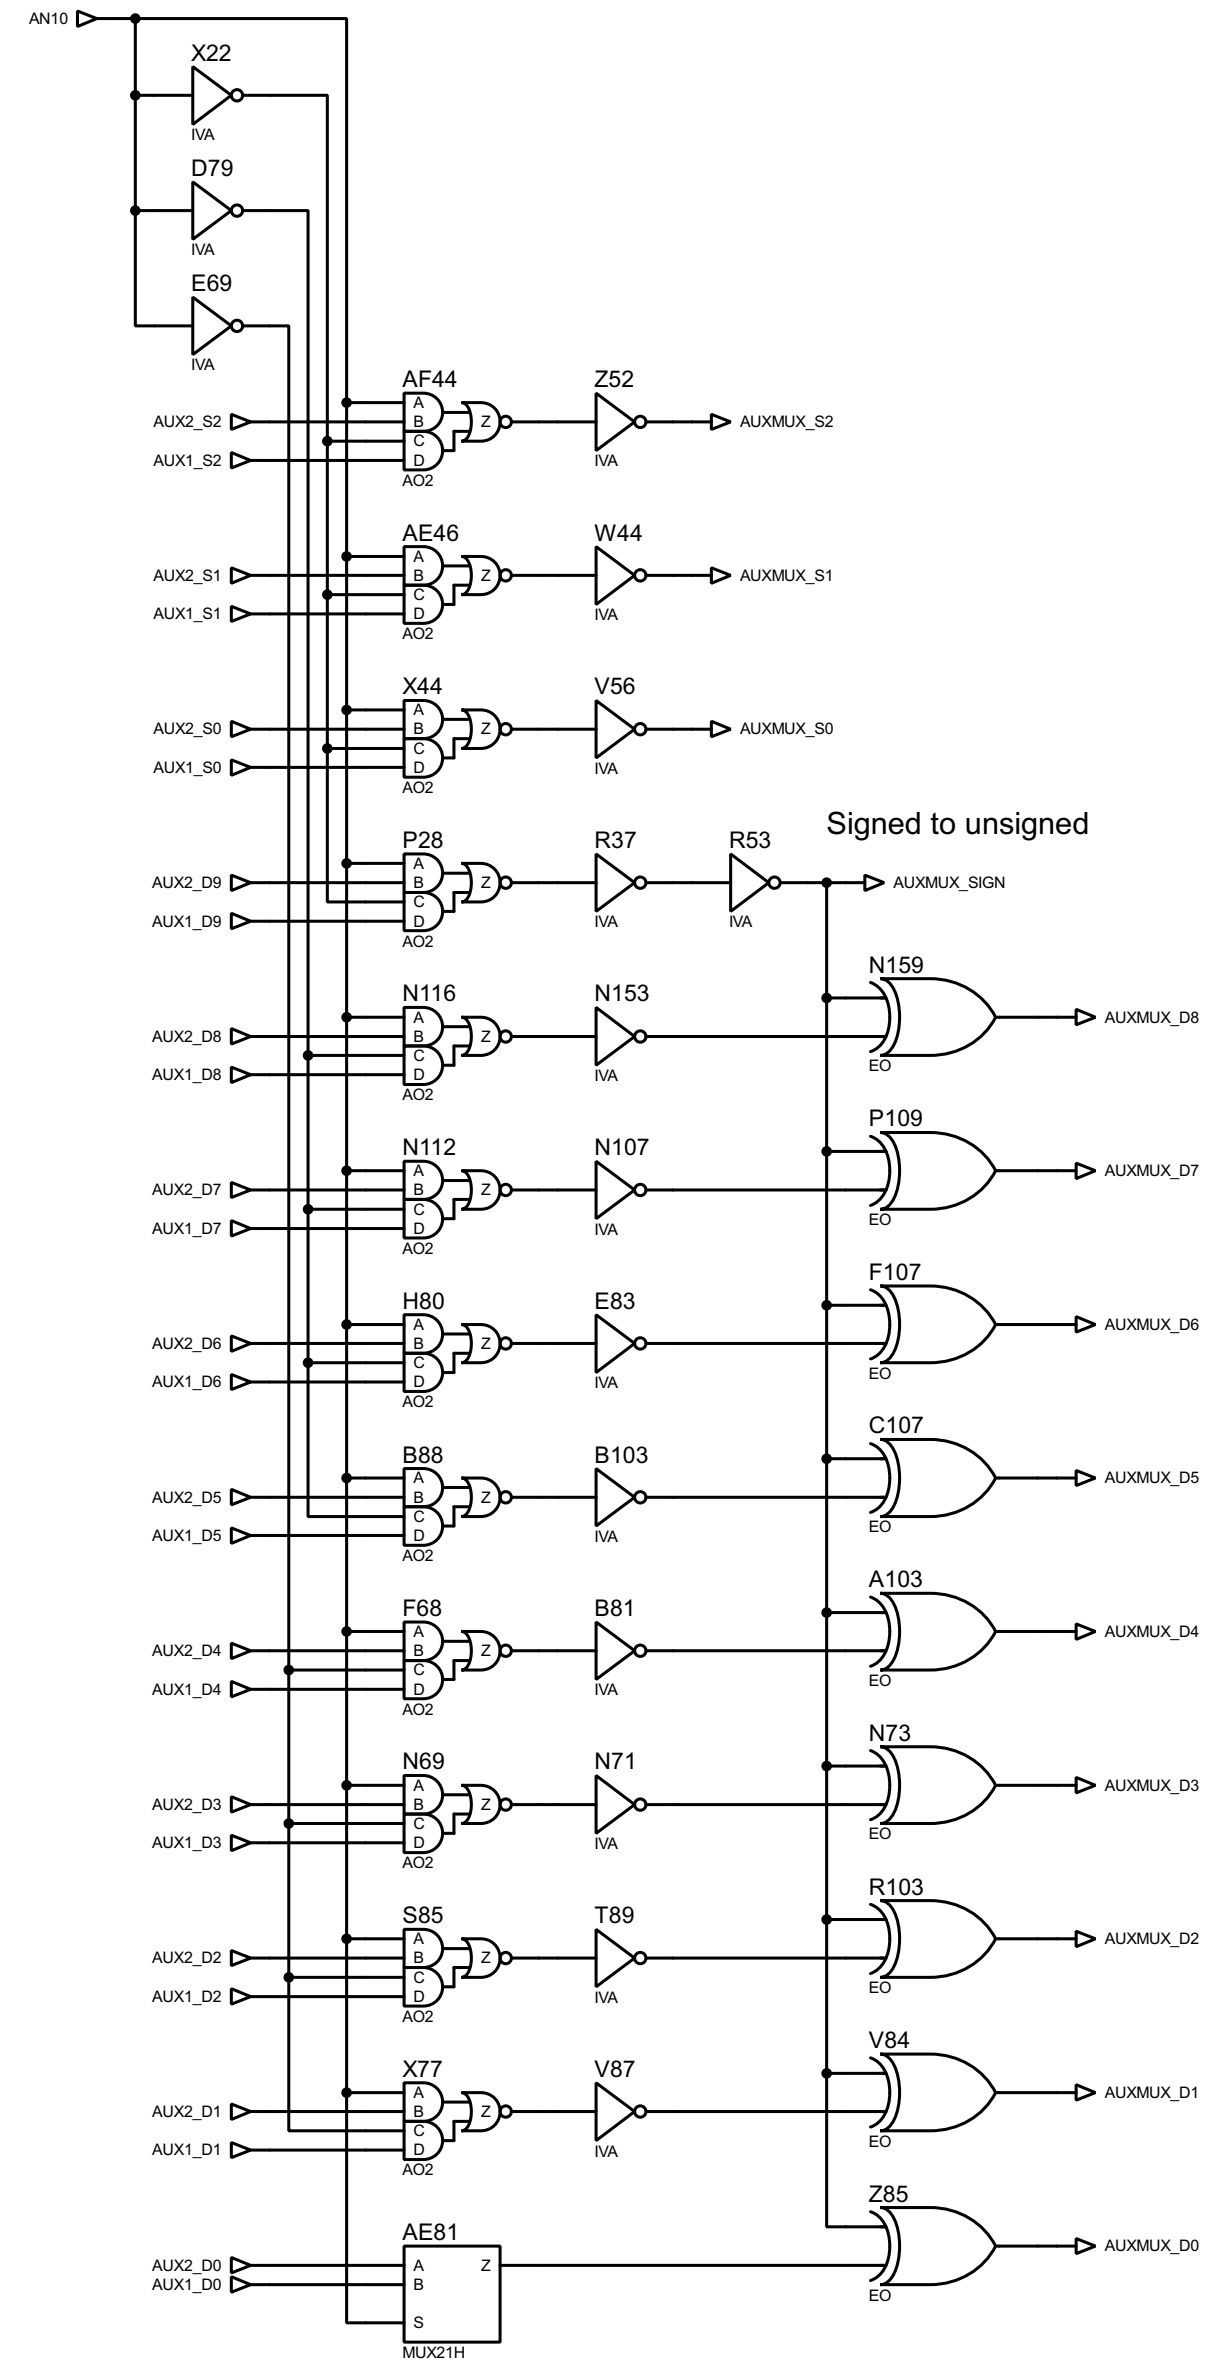 AN10
X22
IVA
D79
IVA
E69
IVA
AF44
Z52
AUX2_S2
A
B
C
D
Z
AUXMUX_S2
AUX1_S2
AO2
IVA
AE46
W44
AUX2_S1
A
B
C
D
Z
AUXMUX_S1
AUX1_S1
AO2
IVA
X44
V56
AUX2_S0
A
B
C
D
Z
AUXMUX_S0
AUX1_S0
AO2
IVA
Signed to unsigned
P28
R37
R53
AUX2_D9
A
B
C
D
Z
AUXMUX_SIGN
AUX1_D9
AO2
IVA
IVA
N116
N153
N159
AUX2_D8
A
B
C
D
Z
AUXMUX_D8
AUX1_D8
AO2
IVA
EO
N112
N107
P109
AUX2_D7
A
B
C
D
Z
AUXMUX_D7
AUX1_D7
AO2
IVA
EO
H80
E83
F107
AUX2_D6
A
B
C
D
Z
AUXMUX_D6
AUX1_D6
AO2
IVA
EO
B88
B103
C107
AUX2_D5
A
B
C
D
Z
AUXMUX_D5
AUX1_D5
AO2
IVA
EO
F68
B81
A103
AUX2_D4
A
B
C
D
Z
AUXMUX_D4
AUX1_D4
AO2
IVA
EO
N69
N71
N73
AUX2_D3
A
B
C
D
Z
AUXMUX_D3
AUX1_D3
AO2
IVA
EO
S85
T89
R103
AUX2_D2
A
B
C
D
Z
AUXMUX_D2
AUX1_D2
AO2
IVA
EO
X77
V87
V84
AUX2_D1
A
B
C
D
Z
AUXMUX_D1
AUX1_D1
AO2
IVA
EO
AE81
Z85
AUX2_D0
AUX1_D0
A
B
S
Z
AUXMUX_D0
MUX21H
EO